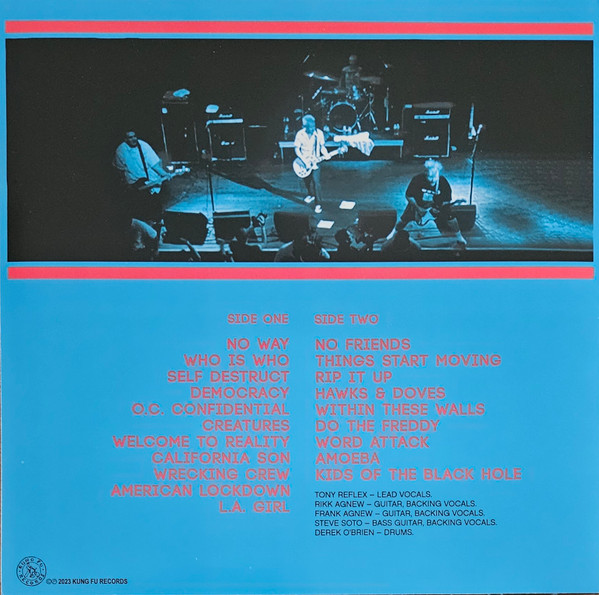 SIDE ONE
NO WAY
WHO IS WHO
SELF DESTRUCT
DEMOCRACY
O.C. CONFIDENTIAL
CREATURES
WELCOME TO REALITY
CALIFORNIA SON
WRECKING CREW
AMERICAN LOCKDOWN
L.A. GIRL
SIDE TWO
NO FRIENDS
THINGS START MOVING
RIP IT UP
HAWKS & DOVES
WITHIN THESE WALLS
DO THE FREDDY
WORD ATTACK
AMOEBA
KIDS OF THE BLACK HOLE
TONY REFLEX – LEAD VOCALS.
RIKK AGNEW – GUITAR, BACKING VOCALS.
FRANK AGNEW – GUITAR, BACKING VOCALS.
STEVE SOTO – BASS GUITAR, BACKING VOCALS.
DEREK O'BRIEN – DRUMS.
KUNG FU RECORDS
©℗ 2023 KUNG FU RECORDS